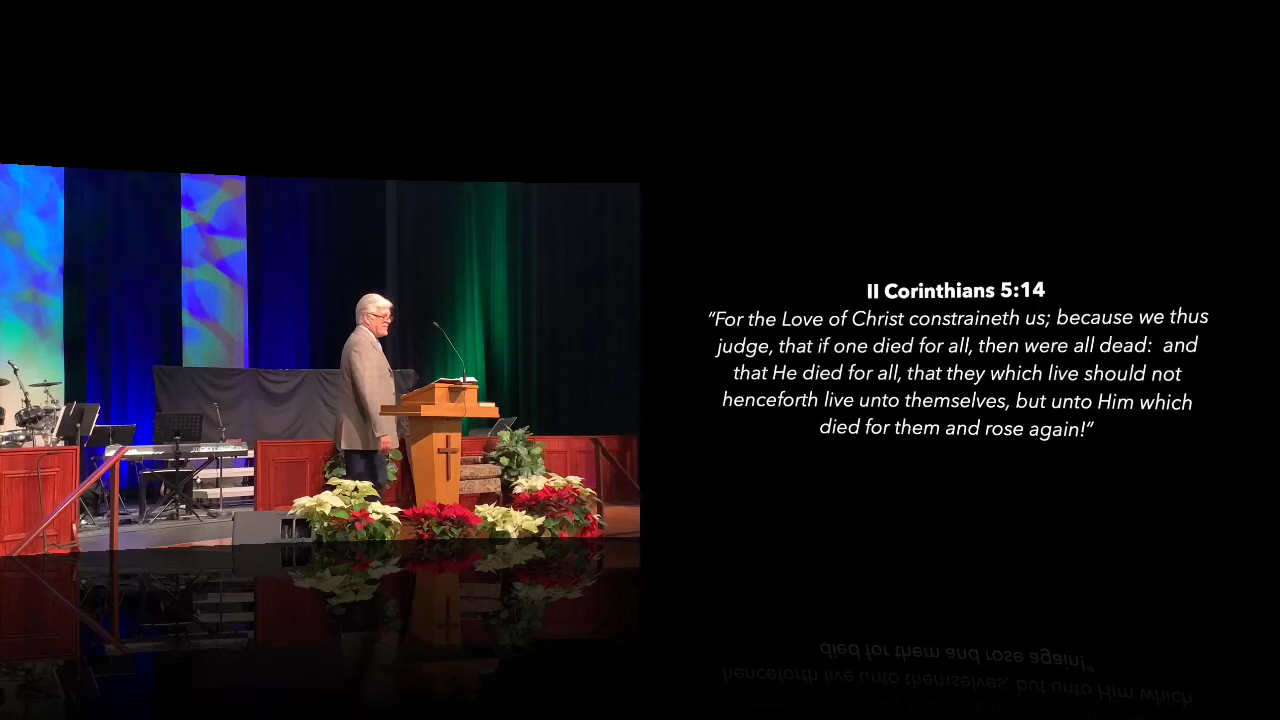 II Corinthians 5:14
“For the Love of Christ constraineth us; because we thus
judge, that if one died for all, then were all dead:  and
that He died for all, that they which live should not
henceforth live unto themselves, but unto Him which
died for them and rose again!”